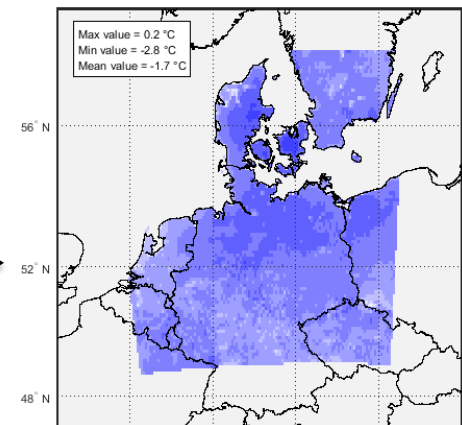 Max value = 0.2 °C
Min value = -2.8 °C
Mean value = -1.7 °C
56° N
52° N
48° N